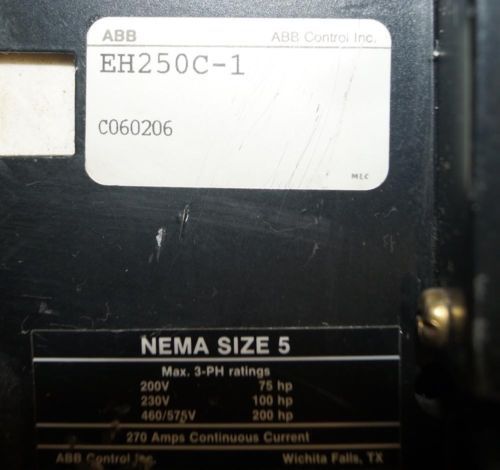 ABB ABB Control Inc.
EH250C-1
C060206
MEC
NEMA SIZE 5
Max. 3-PH ratings
200V 75 hp
230V 100 hp
460/575V 200 hp
270 Amps Continuous Current
ABB Control Inc. Wichita Falls, TX